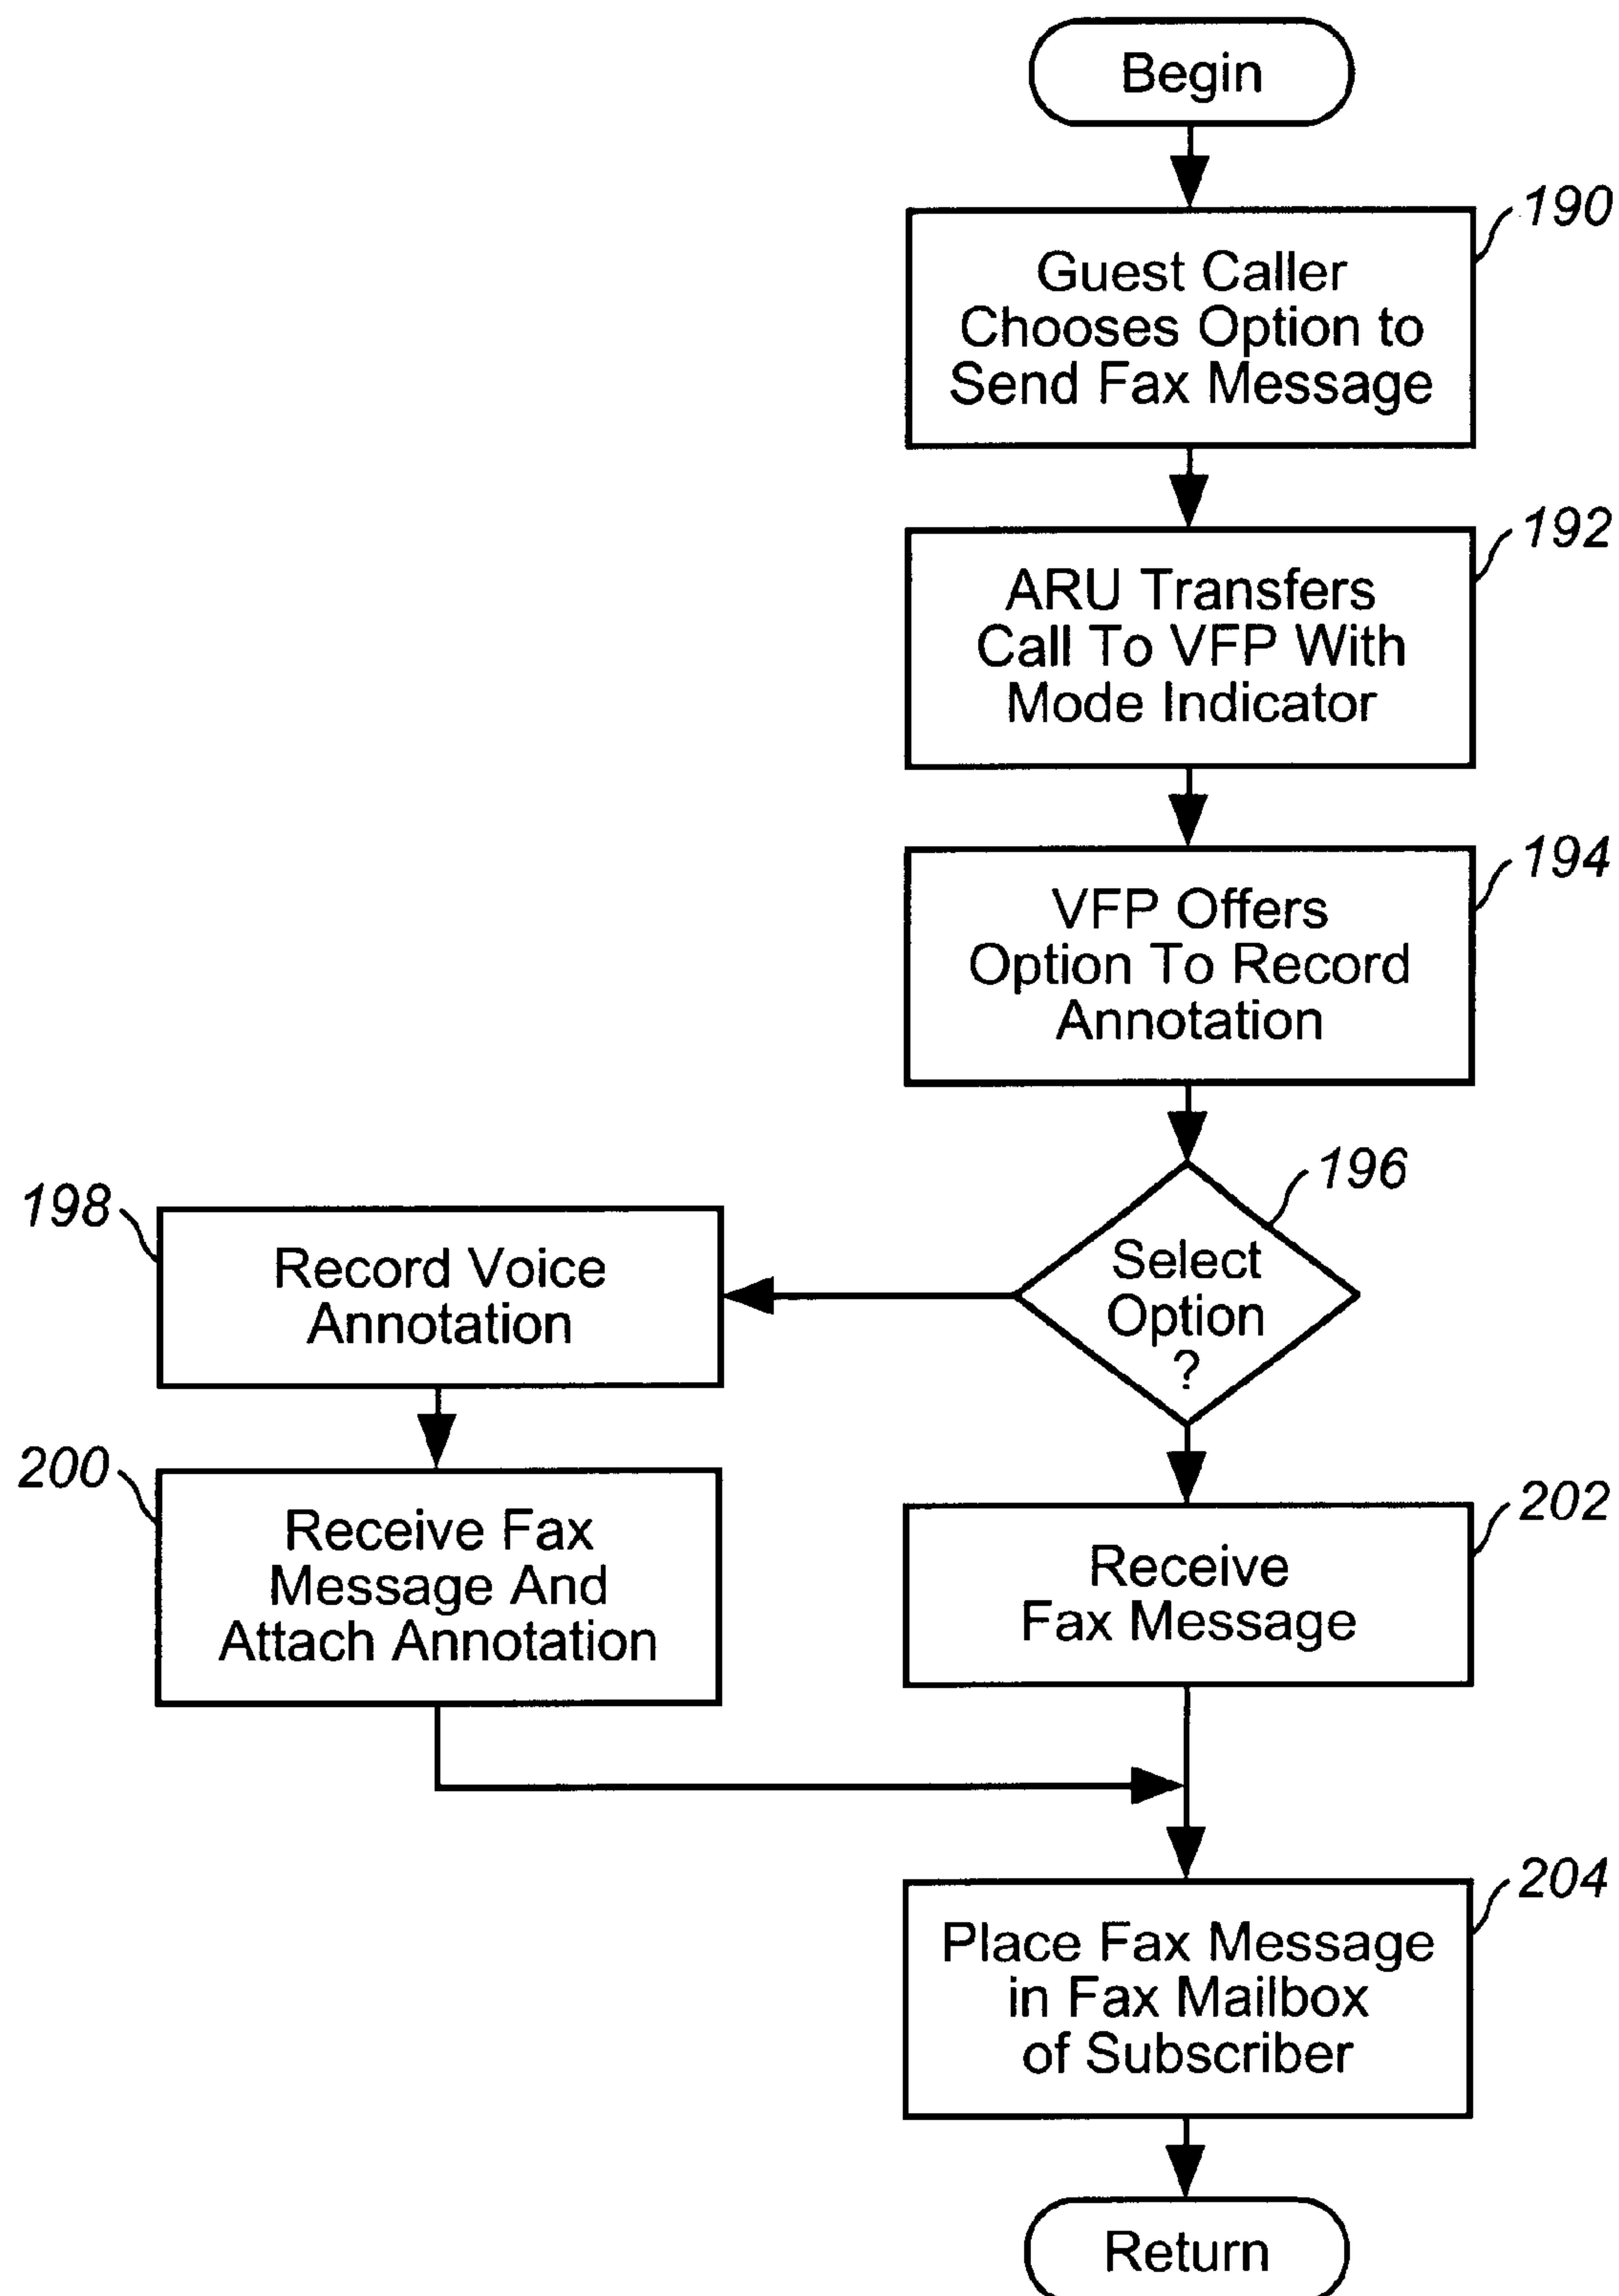 Begin
190
Guest Caller
Chooses Option to
Send Fax Message
192
ARU Transfers
Call To VFP With
Mode Indicator
194
VFP Offers
Option To Record
Annotation
196
Select
Option
?
198
Record Voice
Annotation
200
Receive Fax
Message And
Attach Annotation
202
Receive
Fax Message
204
Place Fax Message
in Fax Mailbox
of Subscriber
Return